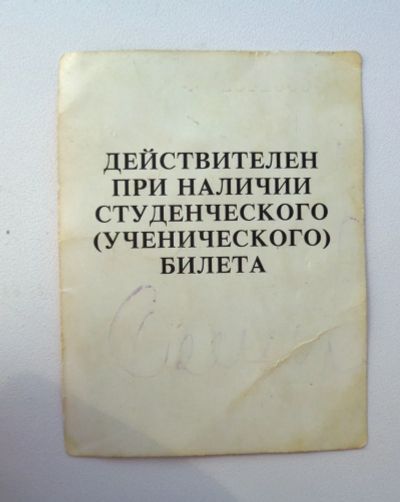 ДЕЙСТВИТЕЛЕН
ПРИ НАЛИЧИИ
СТУДЕНЧЕСКОГО
(УЧЕНИЧЕСКОГО)
БИЛЕТА